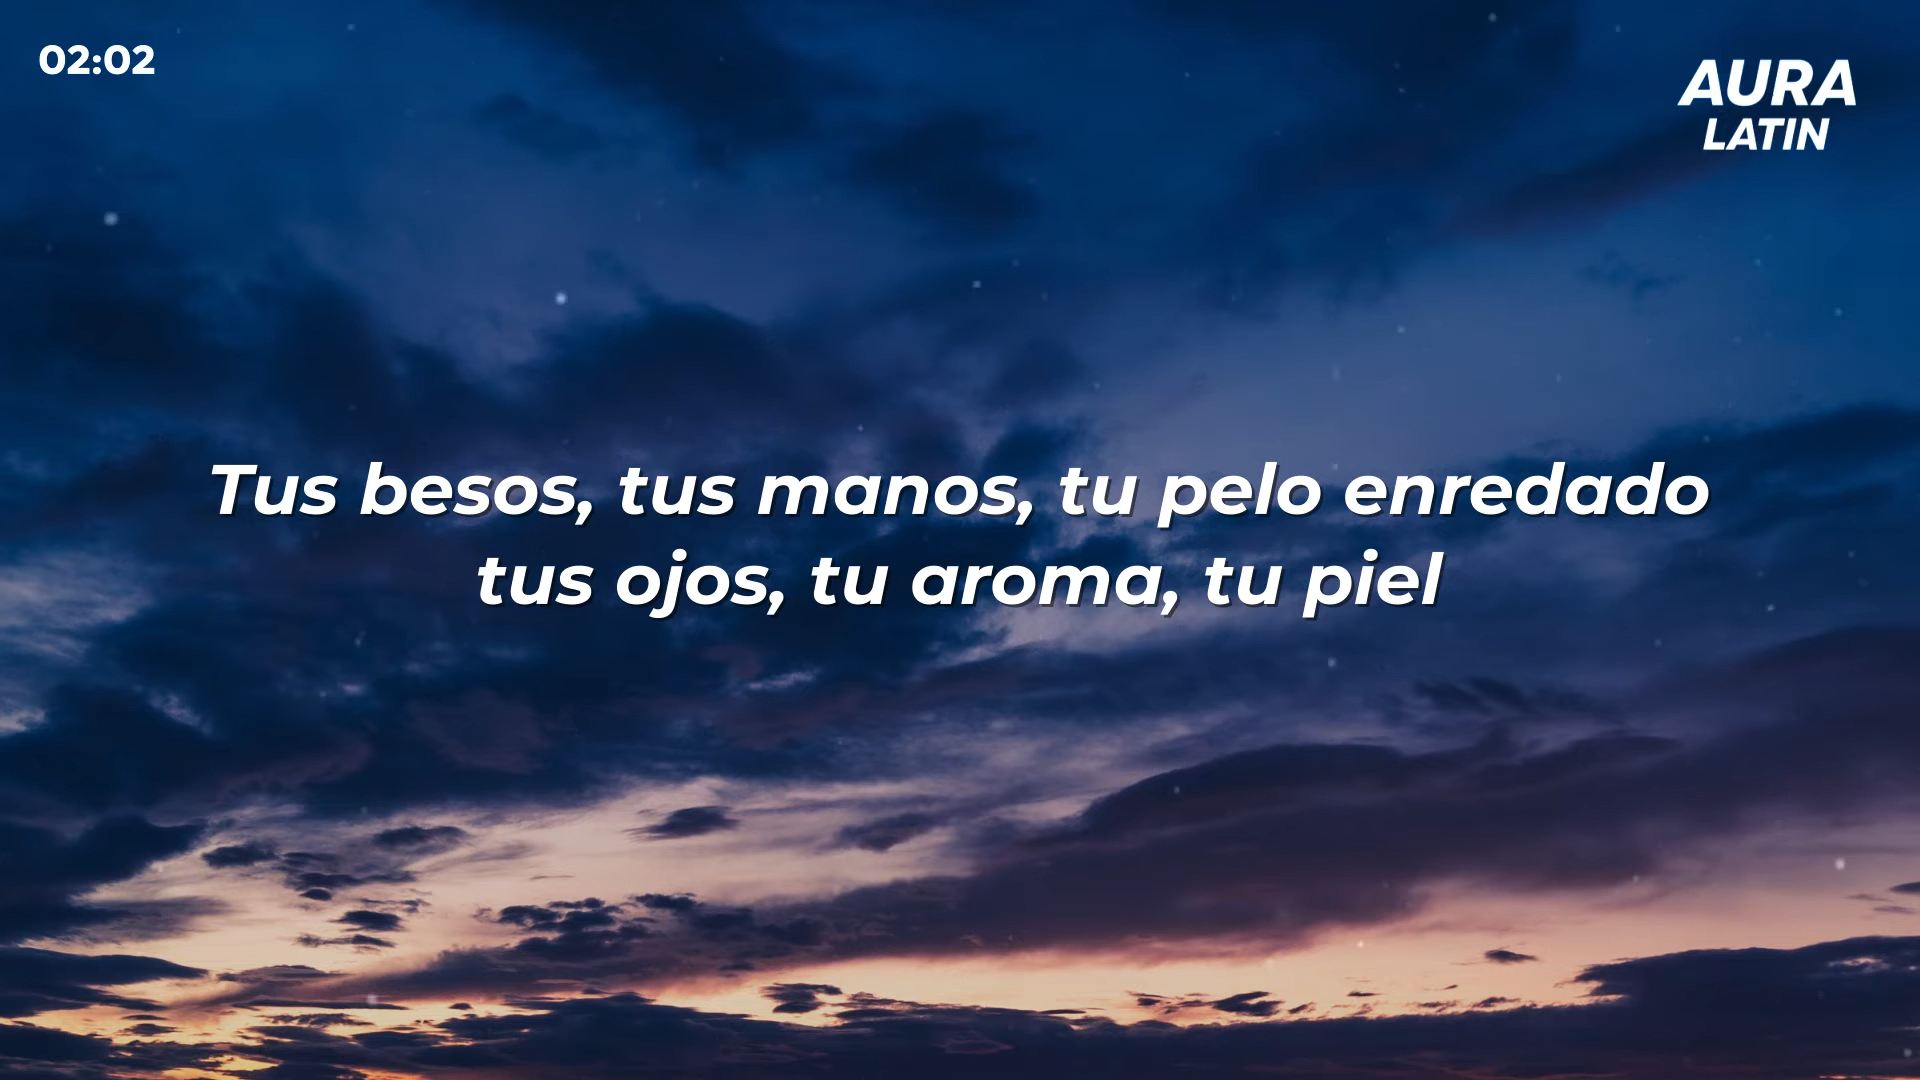 02:02
AURA
LATIN
Tus besos, tus manos, tu pelo enredado
tus ojos, tu aroma, tu piel